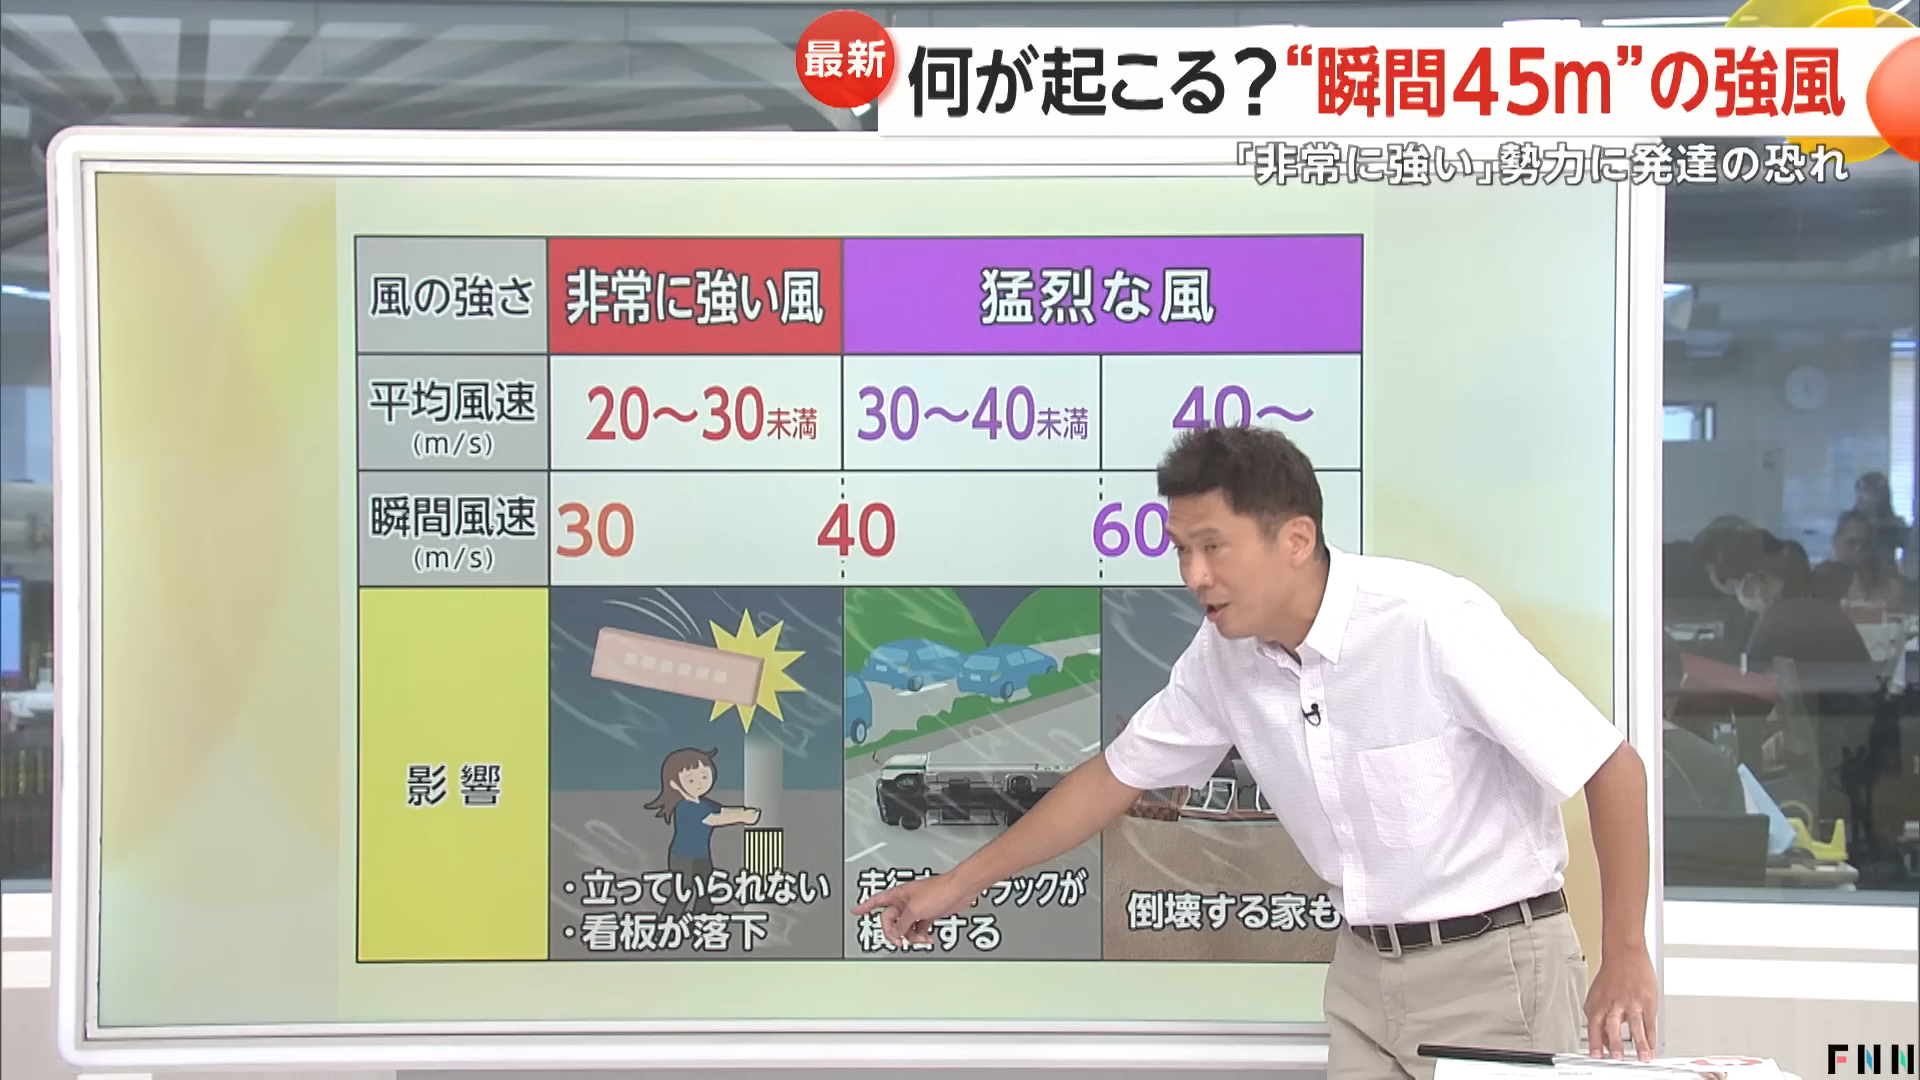 最新
何が起こる？“瞬間45m”の強風
「非常に強い」勢力に発達の恐れ
風の強さ 非常に強い風 猛烈な風
平均風速
(m/s)
20～30未満 30～40未満 40～
瞬間風速
(m/s)
30 40 60
影響
・立っていられない
・看板が落下
走行 ラックが
横 する
倒壊する家も
FNN